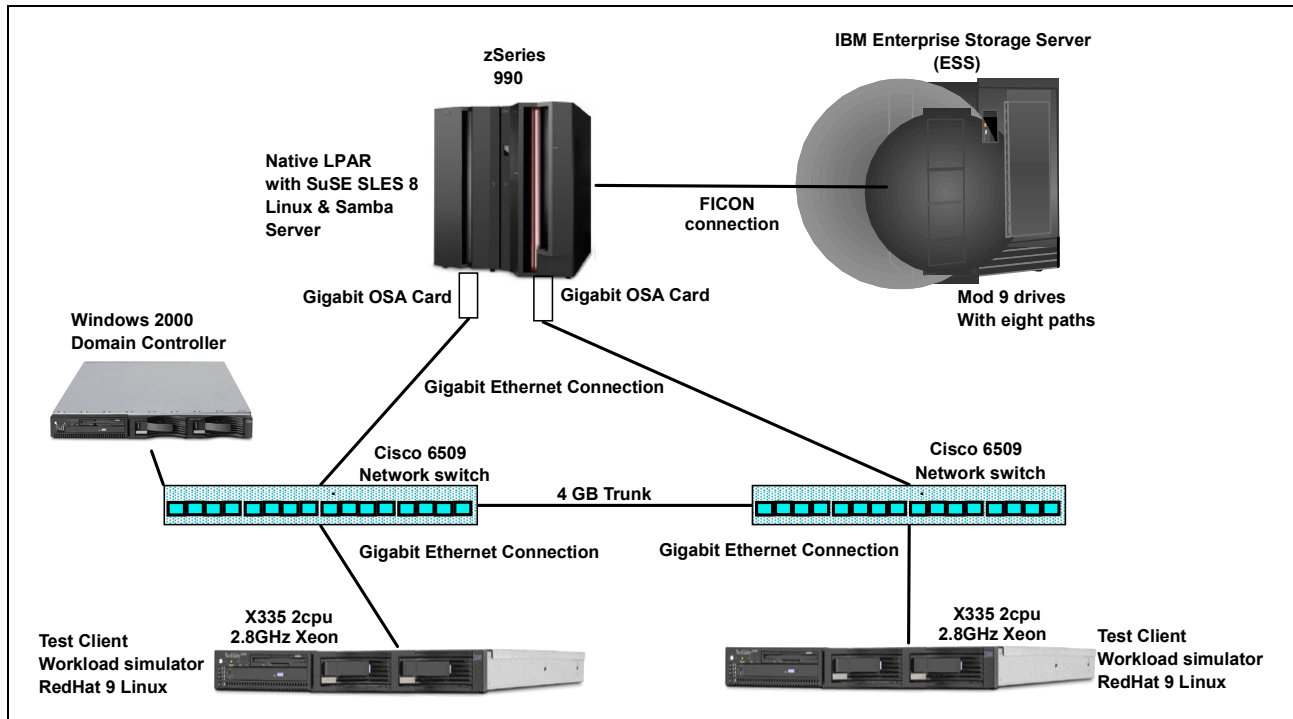 zSeries
990
IBM Enterprise Storage Server
(ESS)
Native LPAR
with SuSE SLES 8
Linux & Samba
Server
FICON
connection
Gigabit OSA Card
Gigabit OSA Card
Mod 9 drives
With eight paths
Windows 2000
Domain Controller
Gigabit Ethernet Connection
Cisco 6509
Network switch
Cisco 6509
Network switch
4 GB Trunk
Gigabit Ethernet Connection
Gigabit Ethernet Connection
X335 2cpu
2.8GHz Xeon
Test Client
Workload simulator
RedHat 9 Linux
X335 2cpu
2.8GHz Xeon
Test Client
Workload simulator
RedHat 9 Linux